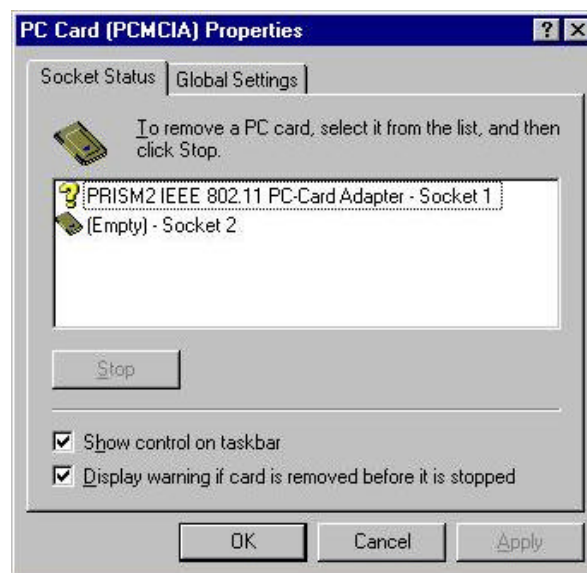 PC Card (PCMCIA) Properties
Socket Status
Global Settings
To remove a PC card, select it from the list, and then
click Stop.
PRISM2 IEEE 802.11 PC-Card Adapter - Socket 1
(Empty) - Socket 2
Stop
Show control on taskbar
Display warning if card is removed before it is stopped
OK
Cancel
Apply